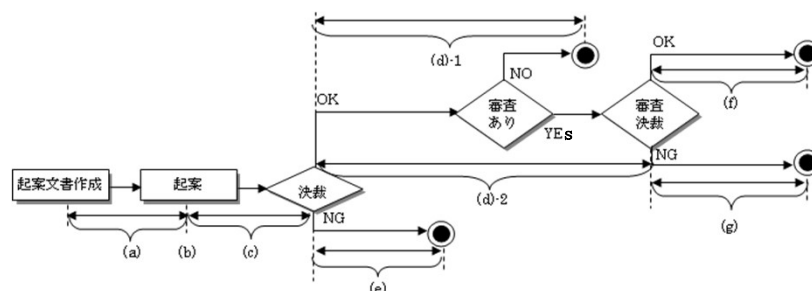 (d)-1
OK
NO
審査
あり
YES
審査
決裁
OK
(f)
起案文書作成
起案
決裁
NG
(d)-2
NG
(g)
(a)
(b)
(c)
(e)